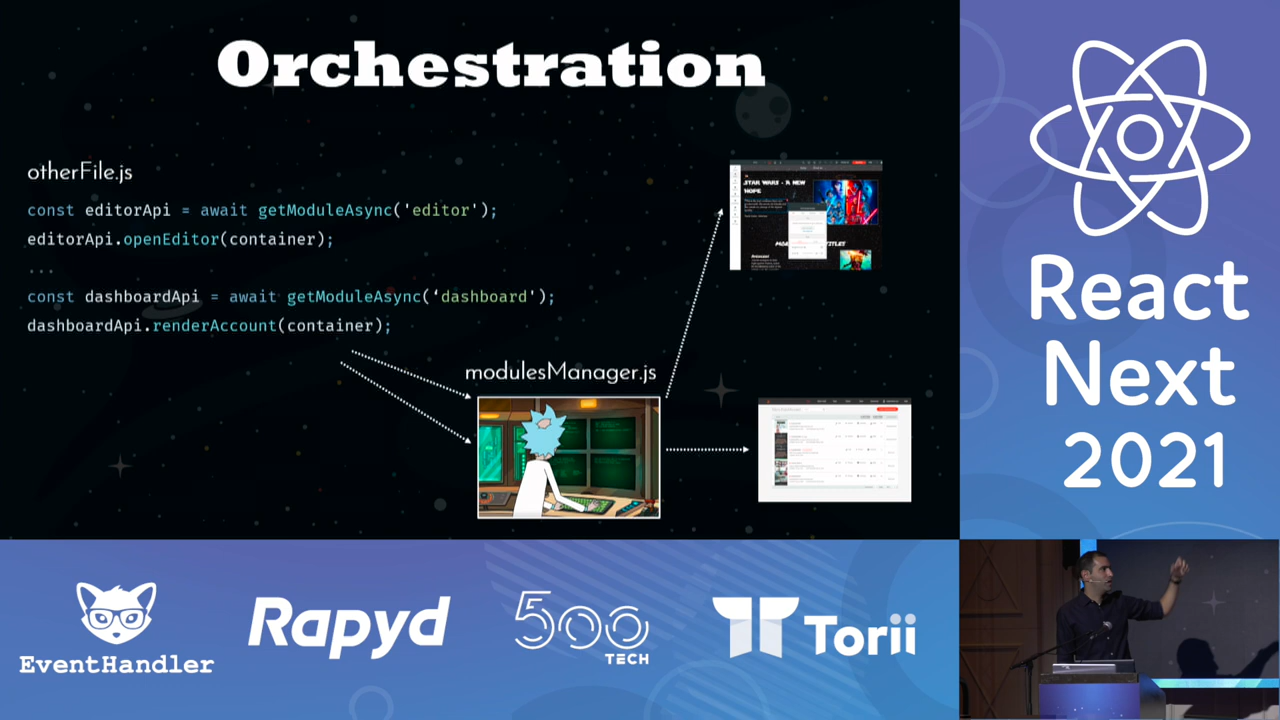 Orchestration
otherFile.js
const editorApi = await getModuleAsync('editor');
editorApi.openEditor(container);
...
const dashboardApi = await getModuleAsync(‘dashboard');
dashboardApi.renderAccount(container);
modulesManager.js
STAR WARS - A NEW
HOPE
React
Next
2021
EventHandler
Rapyd
500
TECH
Torii